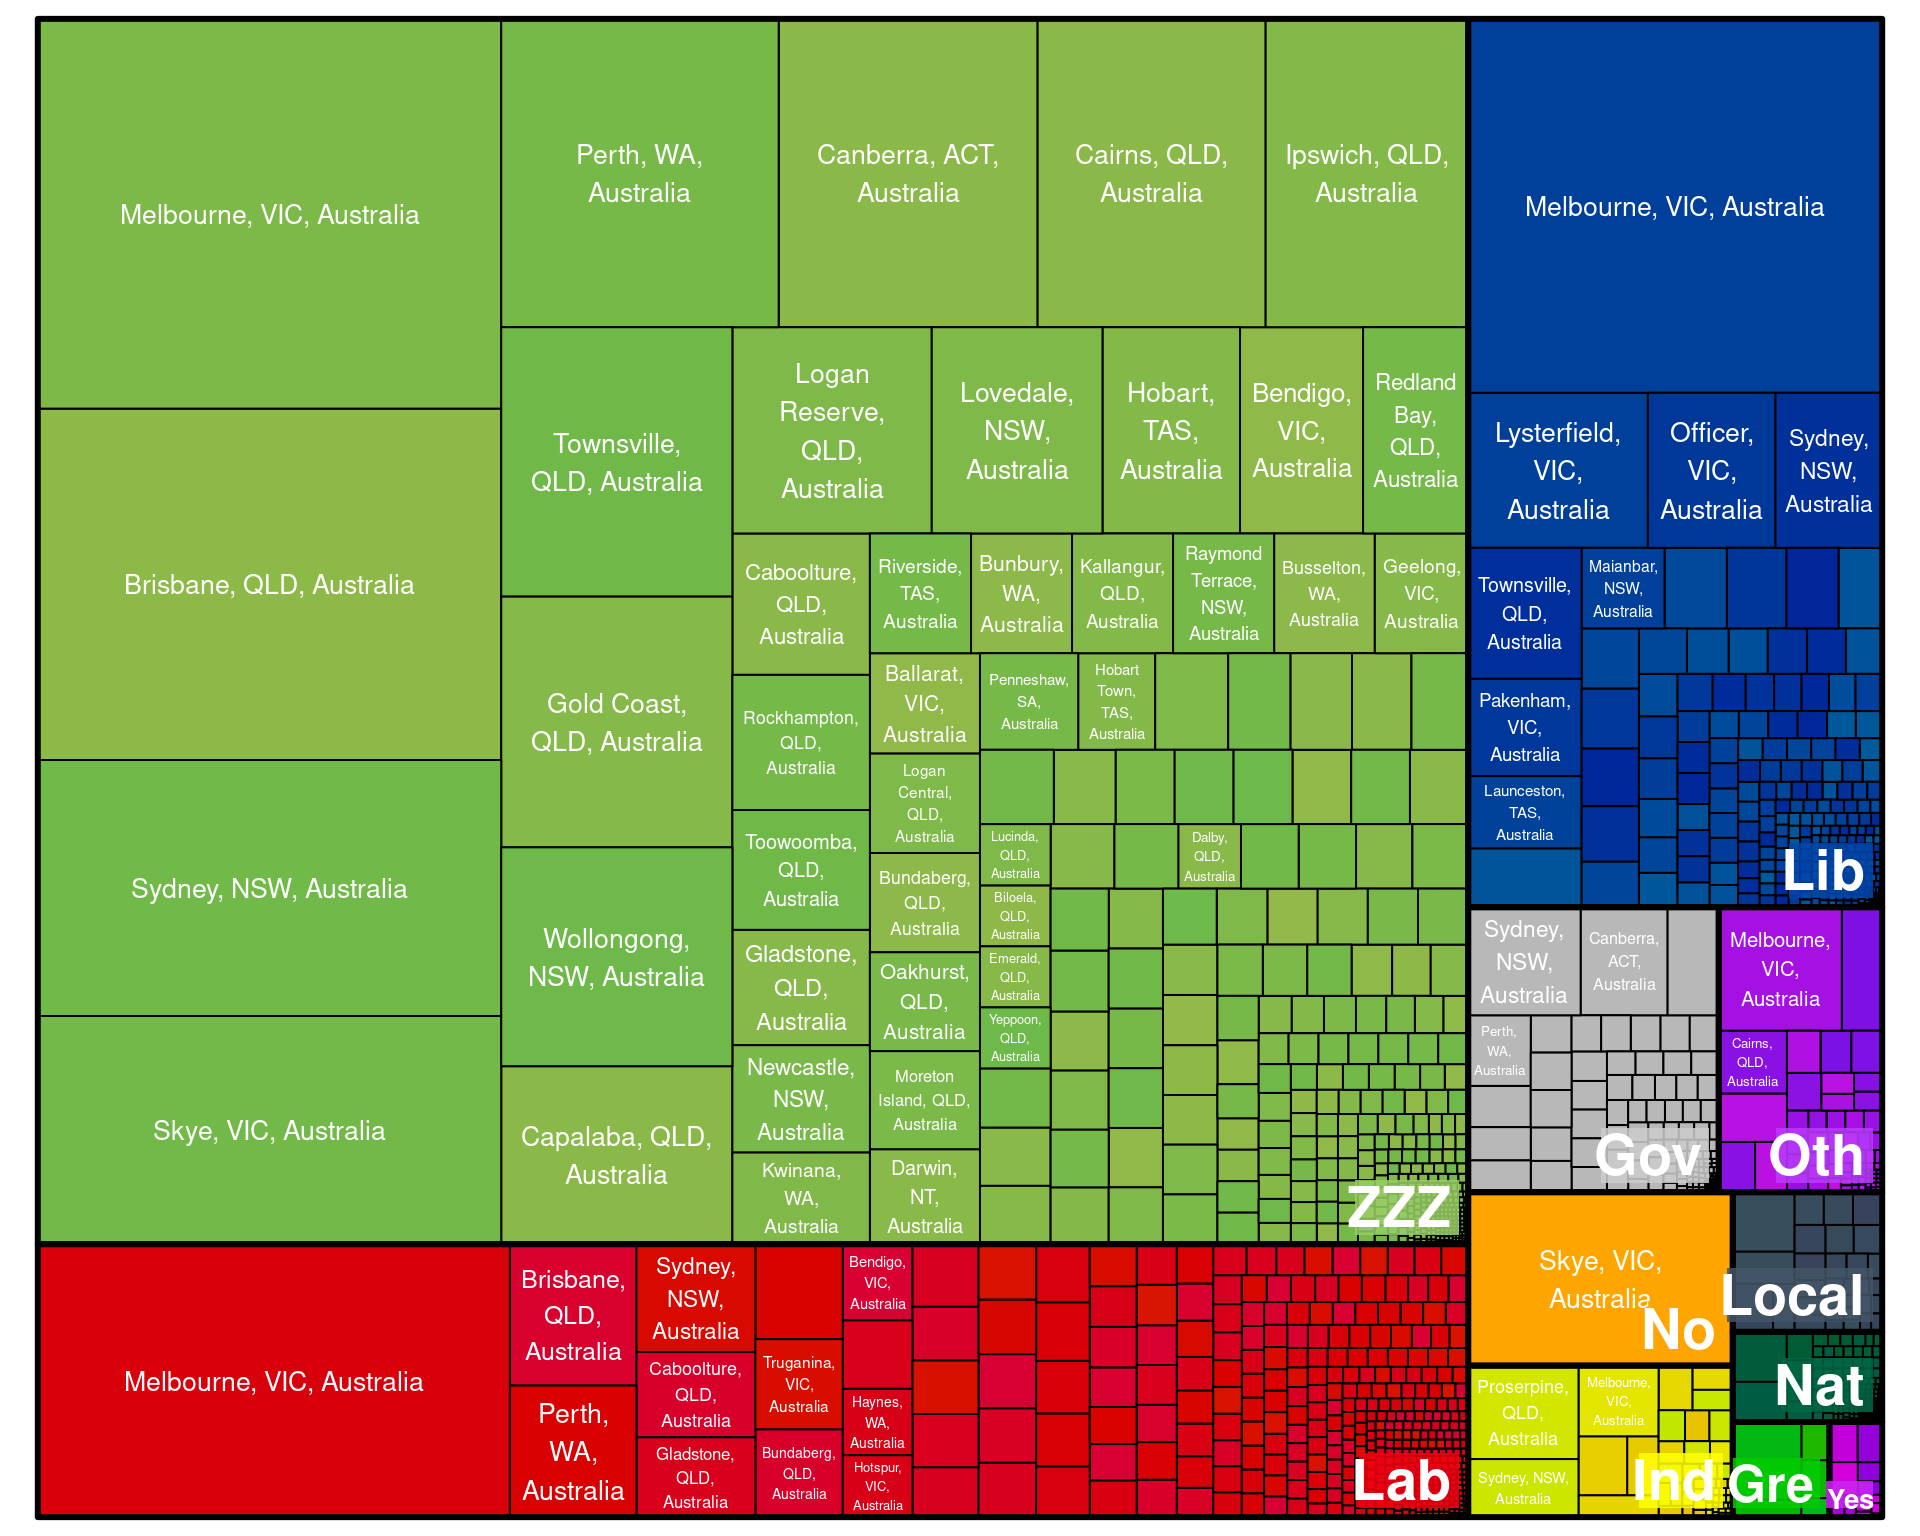 Melbourne, VIC, Australia
Brisbane, QLD, Australia
Sydney, NSW, Australia
Skye, VIC, Australia
Perth, WA,
Australia
Canberra, ACT,
Australia
Cairns, QLD,
Australia
Ipswich, QLD,
Australia
Townsville,
QLD, Australia
Gold Coast,
QLD, Australia
Wollongong,
NSW, Australia
Capalaba, QLD,
Australia
Logan
Reserve,
QLD,
Australia
Lovedale,
NSW,
Australia
Hobart,
TAS,
Australia
Bendigo,
VIC,
Australia
Redland
Bay,
QLD,
Australia
Caboolture,
QLD,
Australia
Rockhampton,
QLD,
Australia
Toowoomba,
QLD,
Australia
Gladstone,
QLD,
Australia
Newcastle,
NSW,
Australia
Kwinana,
WA,
Australia
Riverside,
TAS,
Australia
Bunbury,
WA,
Australia
Kallangur,
QLD,
Australia
Raymond
Terrace,
NSW,
Australia
Busselton,
WA,
Australia
Geelong,
VIC,
Australia
Ballarat,
VIC,
Australia
Logan
Central,
QLD,
Australia
Bundaberg,
QLD,
Australia
Oakhurst,
QLD,
Australia
Moreton
Island, QLD,
Australia
Darwin,
NT,
Australia
Penneshaw,
SA,
Australia
Hobart
Town,
TAS,
Australia
Lucinda,
QLD,
Australia
Biloela,
QLD,
Australia
Emerald,
QLD,
Australia
Yeppoon,
QLD,
Australia
Dalby,
QLD,
Australia
ZZZ
Melbourne, VIC, Australia
Brisbane,
QLD,
Australia
Perth,
WA,
Australia
Sydney,
NSW,
Australia
Caboolture,
QLD,
Australia
Gladstone,
QLD,
Australia
Truganina,
VIC,
Australia
Bundaberg,
QLD,
Australia
Bendigo,
VIC,
Australia
Haynes,
WA,
Australia
Hotspur,
VIC,
Australia
Lab
Melbourne, VIC, Australia
Lysterfield,
VIC,
Australia
Officer,
VIC,
Australia
Sydney,
NSW,
Australia
Townsville,
QLD,
Australia
Pakenham,
VIC,
Australia
Launceston,
TAS,
Australia
Maianbar,
NSW,
Australia
Lib
Sydney,
NSW,
Australia
Canberra,
ACT,
Australia
Perth,
WA,
Australia
Gov
Melbourne,
VIC,
Australia
Cairns,
QLD,
Australia
Oth
Skye, VIC,
Australia
No
Local
Nat
Proserpine,
QLD,
Australia
Melbourne,
VIC,
Australia
Sydney, NSW,
Australia
Ind
Gre
Yes